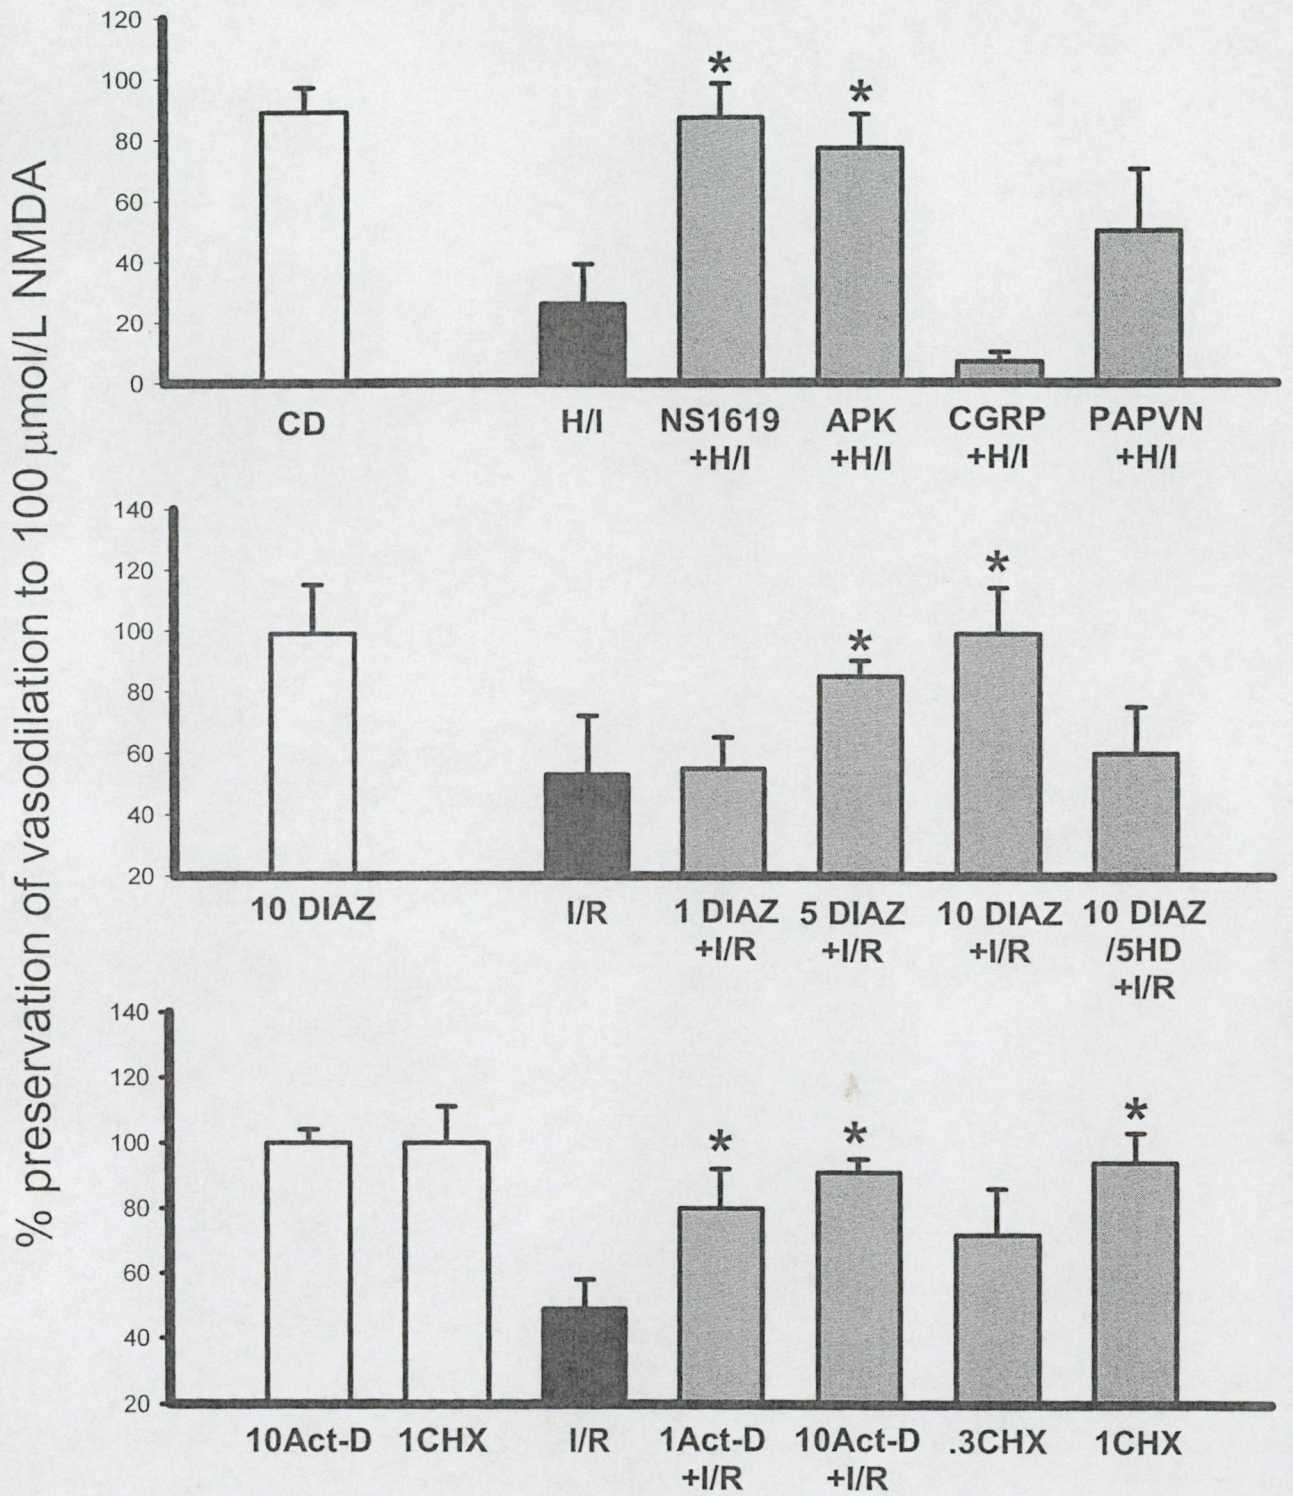 % preservation of vasodilation to 100 µmol/L NMDA
120
100
80
60
40
20
0
* *
CD H/I NS1619 APK CGRP PAPVN
+H/I +H/I +H/I +H/I
140
120
100
80
60
40
20
* *
10 DIAZ I/R 1 DIAZ 5 DIAZ 10 DIAZ 10 DIAZ
+I/R +I/R +I/R /5HD
+I/R
140
120
100
80
60
40
20
* * *
10Act-D 1CHX I/R 1Act-D 10Act-D .3CHX 1CHX
+I/R +I/R